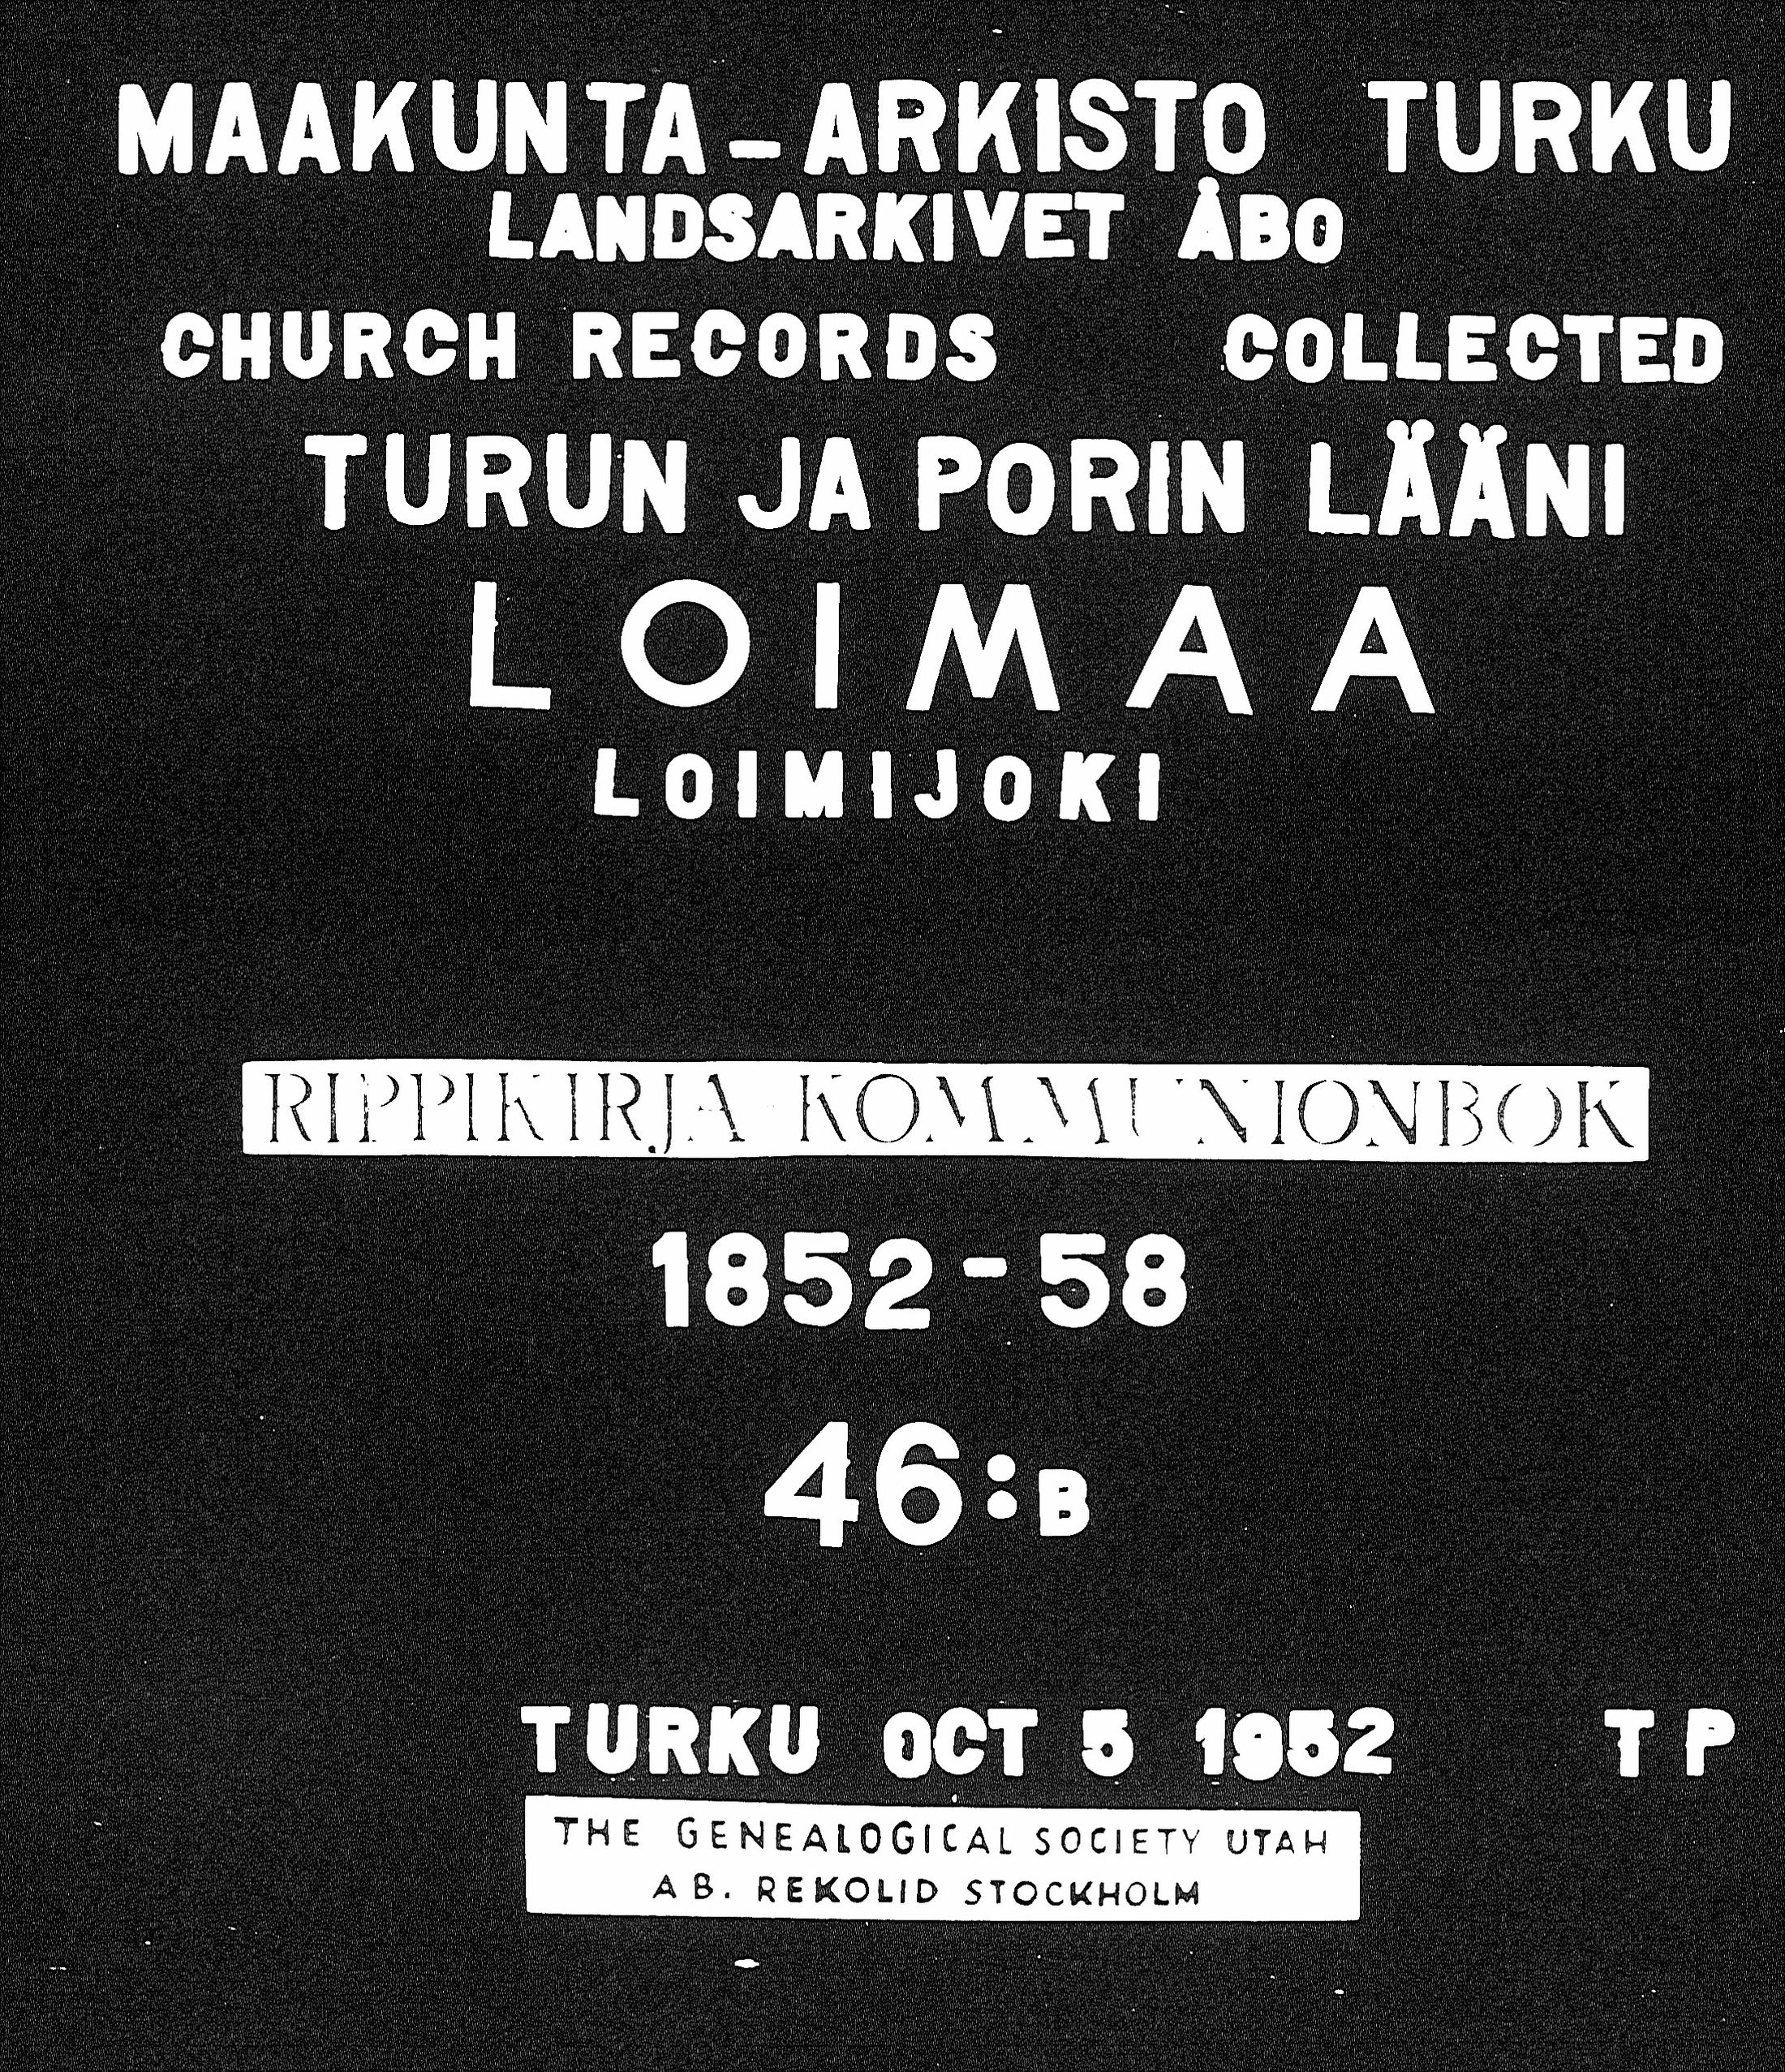 MAAKUNTA-ARKISTO TURKU
LANDSARKIVET ÅBO
CHURCH RECORDS COLLECTED
TURUN JA PORIN LÄÄNI
LOIMAA
LOIMIJOKI
RIPPIKIRJA KOMMUNIONBOK
1852-58
46:B
TURKU OCT 5 1952 TP
THE GENEALOGICAL SOCIETY UTAH
AB. REKOLID STOCKHOLM